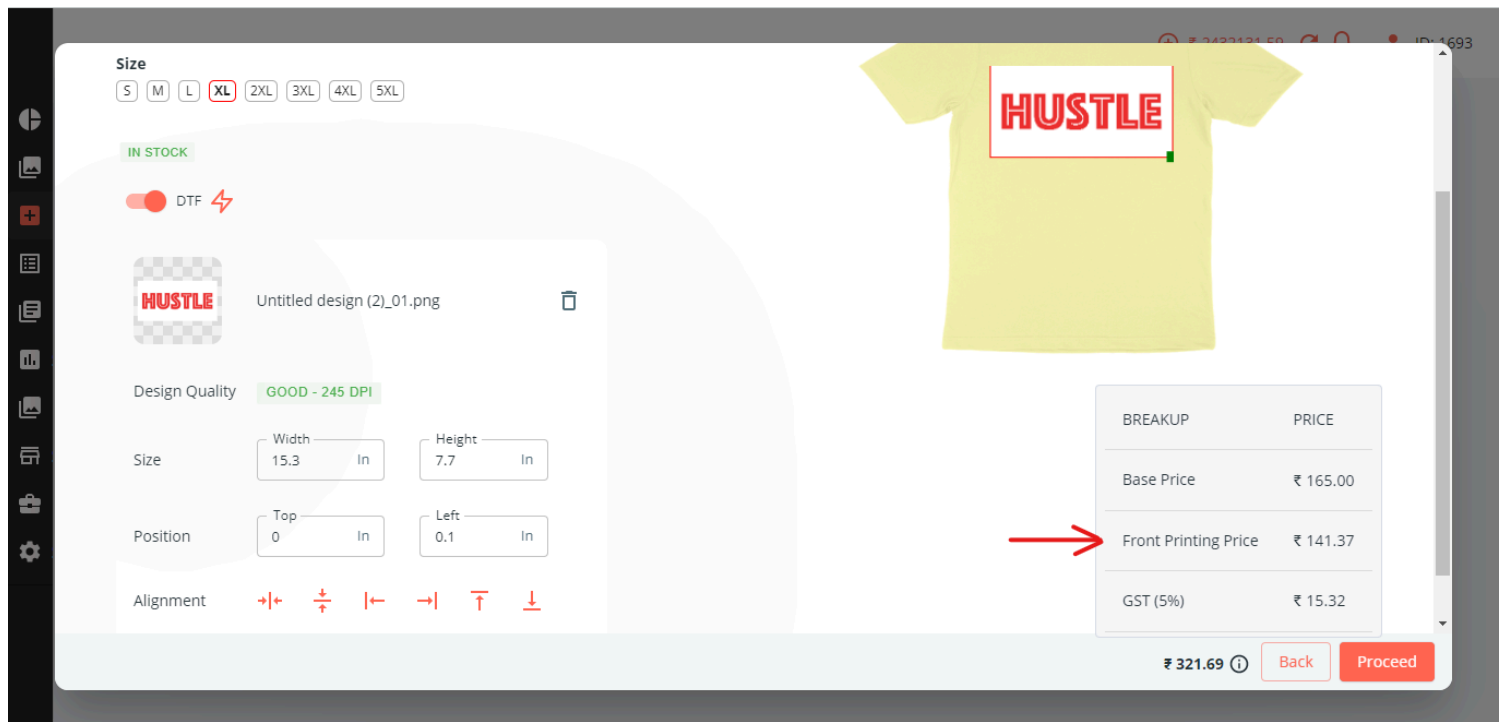 ₹ 2432131.59 ID: 1693
Size
S M L XL 2XL 3XL 4XL 5XL
HUSTLE
IN STOCK
DTF
HUSTLE
Untitled design (2)_01.png
Design Quality GOOD - 245 DPI
Size
Width
15.3 In
Height
7.7 In
Position
Top
0 In
Left
0.1 In
Alignment
BREAKUP PRICE
Base Price ₹ 165.00
Front Printing Price ₹ 141.37
GST (5%) ₹ 15.32
₹ 321.69 Back Proceed